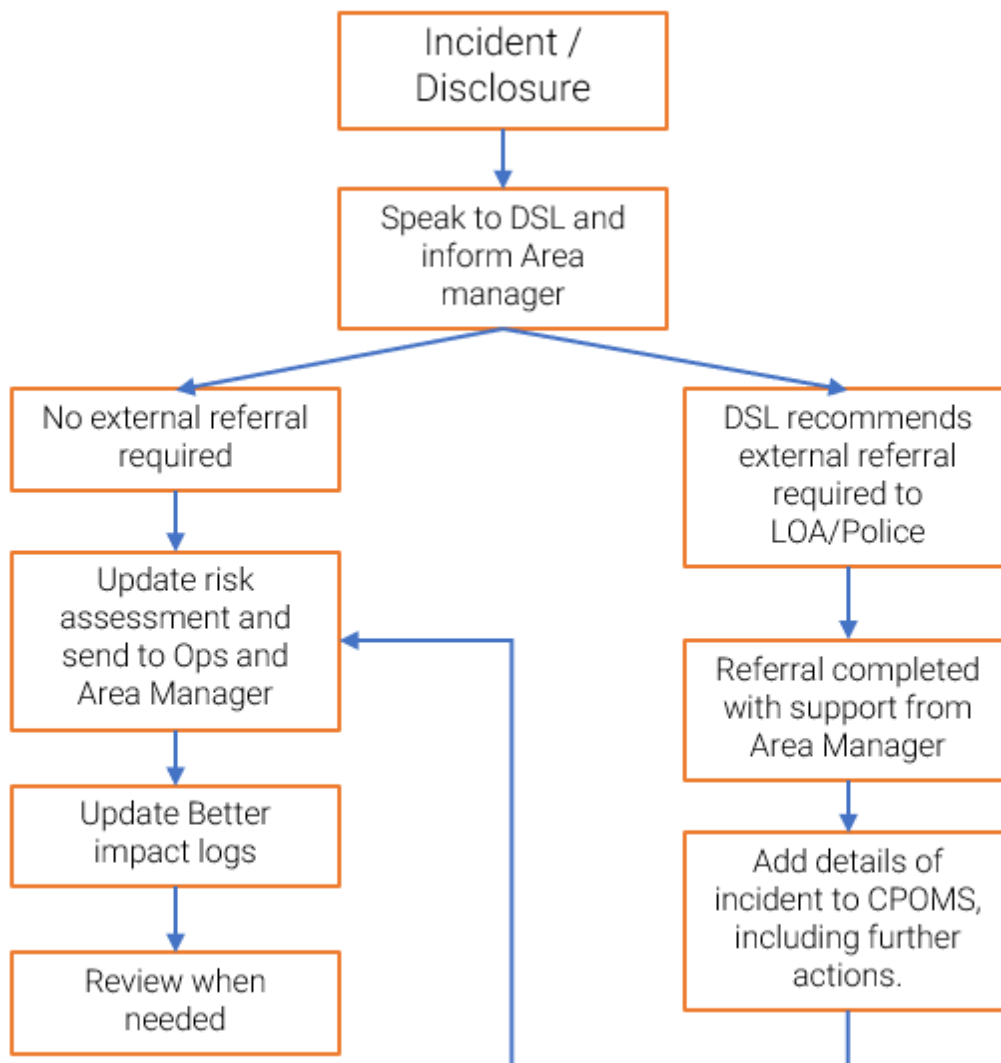 Incident /
Disclosure
Speak to DSL and
inform Area
manager
No external referral
required
Update risk
assessment and
send to Ops and
Area Manager
Update Better
impact logs
Review when
needed
DSL recommends
external referral
required to
LOA/Police
Referral completed
with support from
Area Manager
Add details of
incident to CPOMS,
including further
actions.